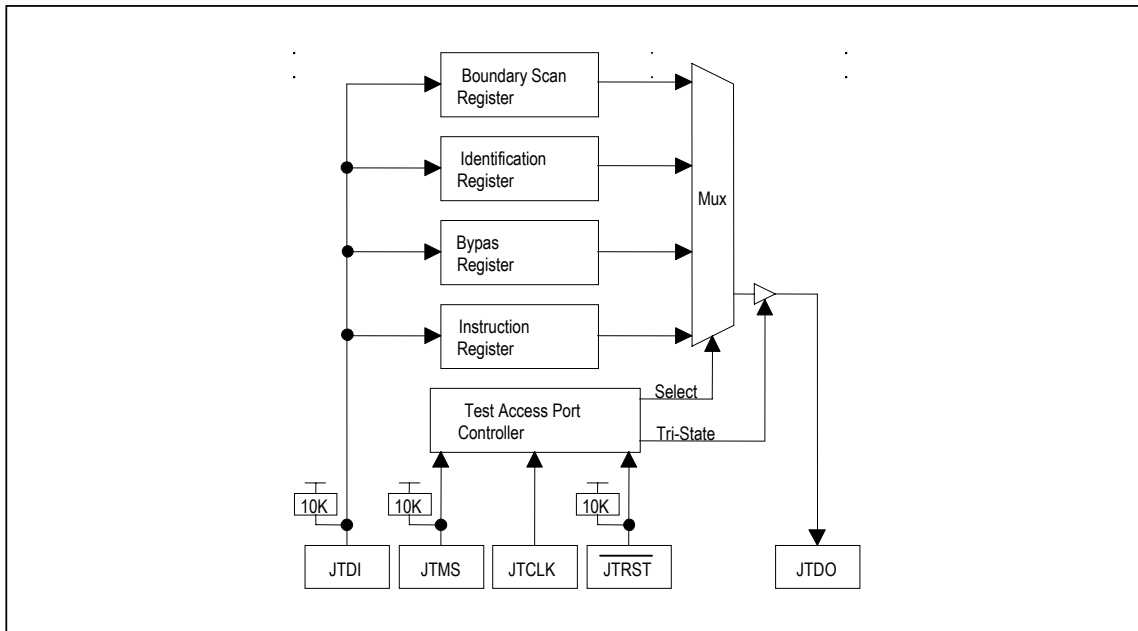 Boundary Scan
Register
Identification
Register
Mux
Bypas
Register
Instruction
Register
Select
Test Access Port
Controller
Tri-State
10K
10K
10K
JTDI
JTMS
JTCLK
JTRST
JTDO